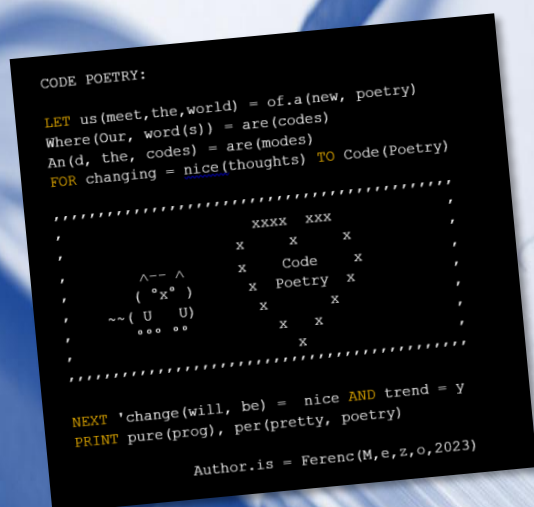 CODE POETRY:
LET us(meet,the,world) = of.a(new, poetry)
Where(Our, word(s)) = are(codes)
An(d, the, codes) = are(modes)
FOR changing = nice(thoughts) TO Code(Poetry)
,,,,,,,,,,,,,,,,,,,,,,,,,,,,,,,,,,,,,,,,,,,,,
, xxxx xxx ,
, x x x ,
, ^-- ^ x Code x ,
, ( °x° ) x Poetry x ,
, ~~( U U) x x ,
, °°° °° x x ,
, x ,
,,,,,,,,,,,,,,,,,,,,,,,,,,,,,,,,,,,,,,,,,,,,,
NEXT 'change(will, be) = nice AND trend = y
PRINT pure(prog), per(pretty, poetry)
Author.is = Ferenc(M,e,z,o,2023)